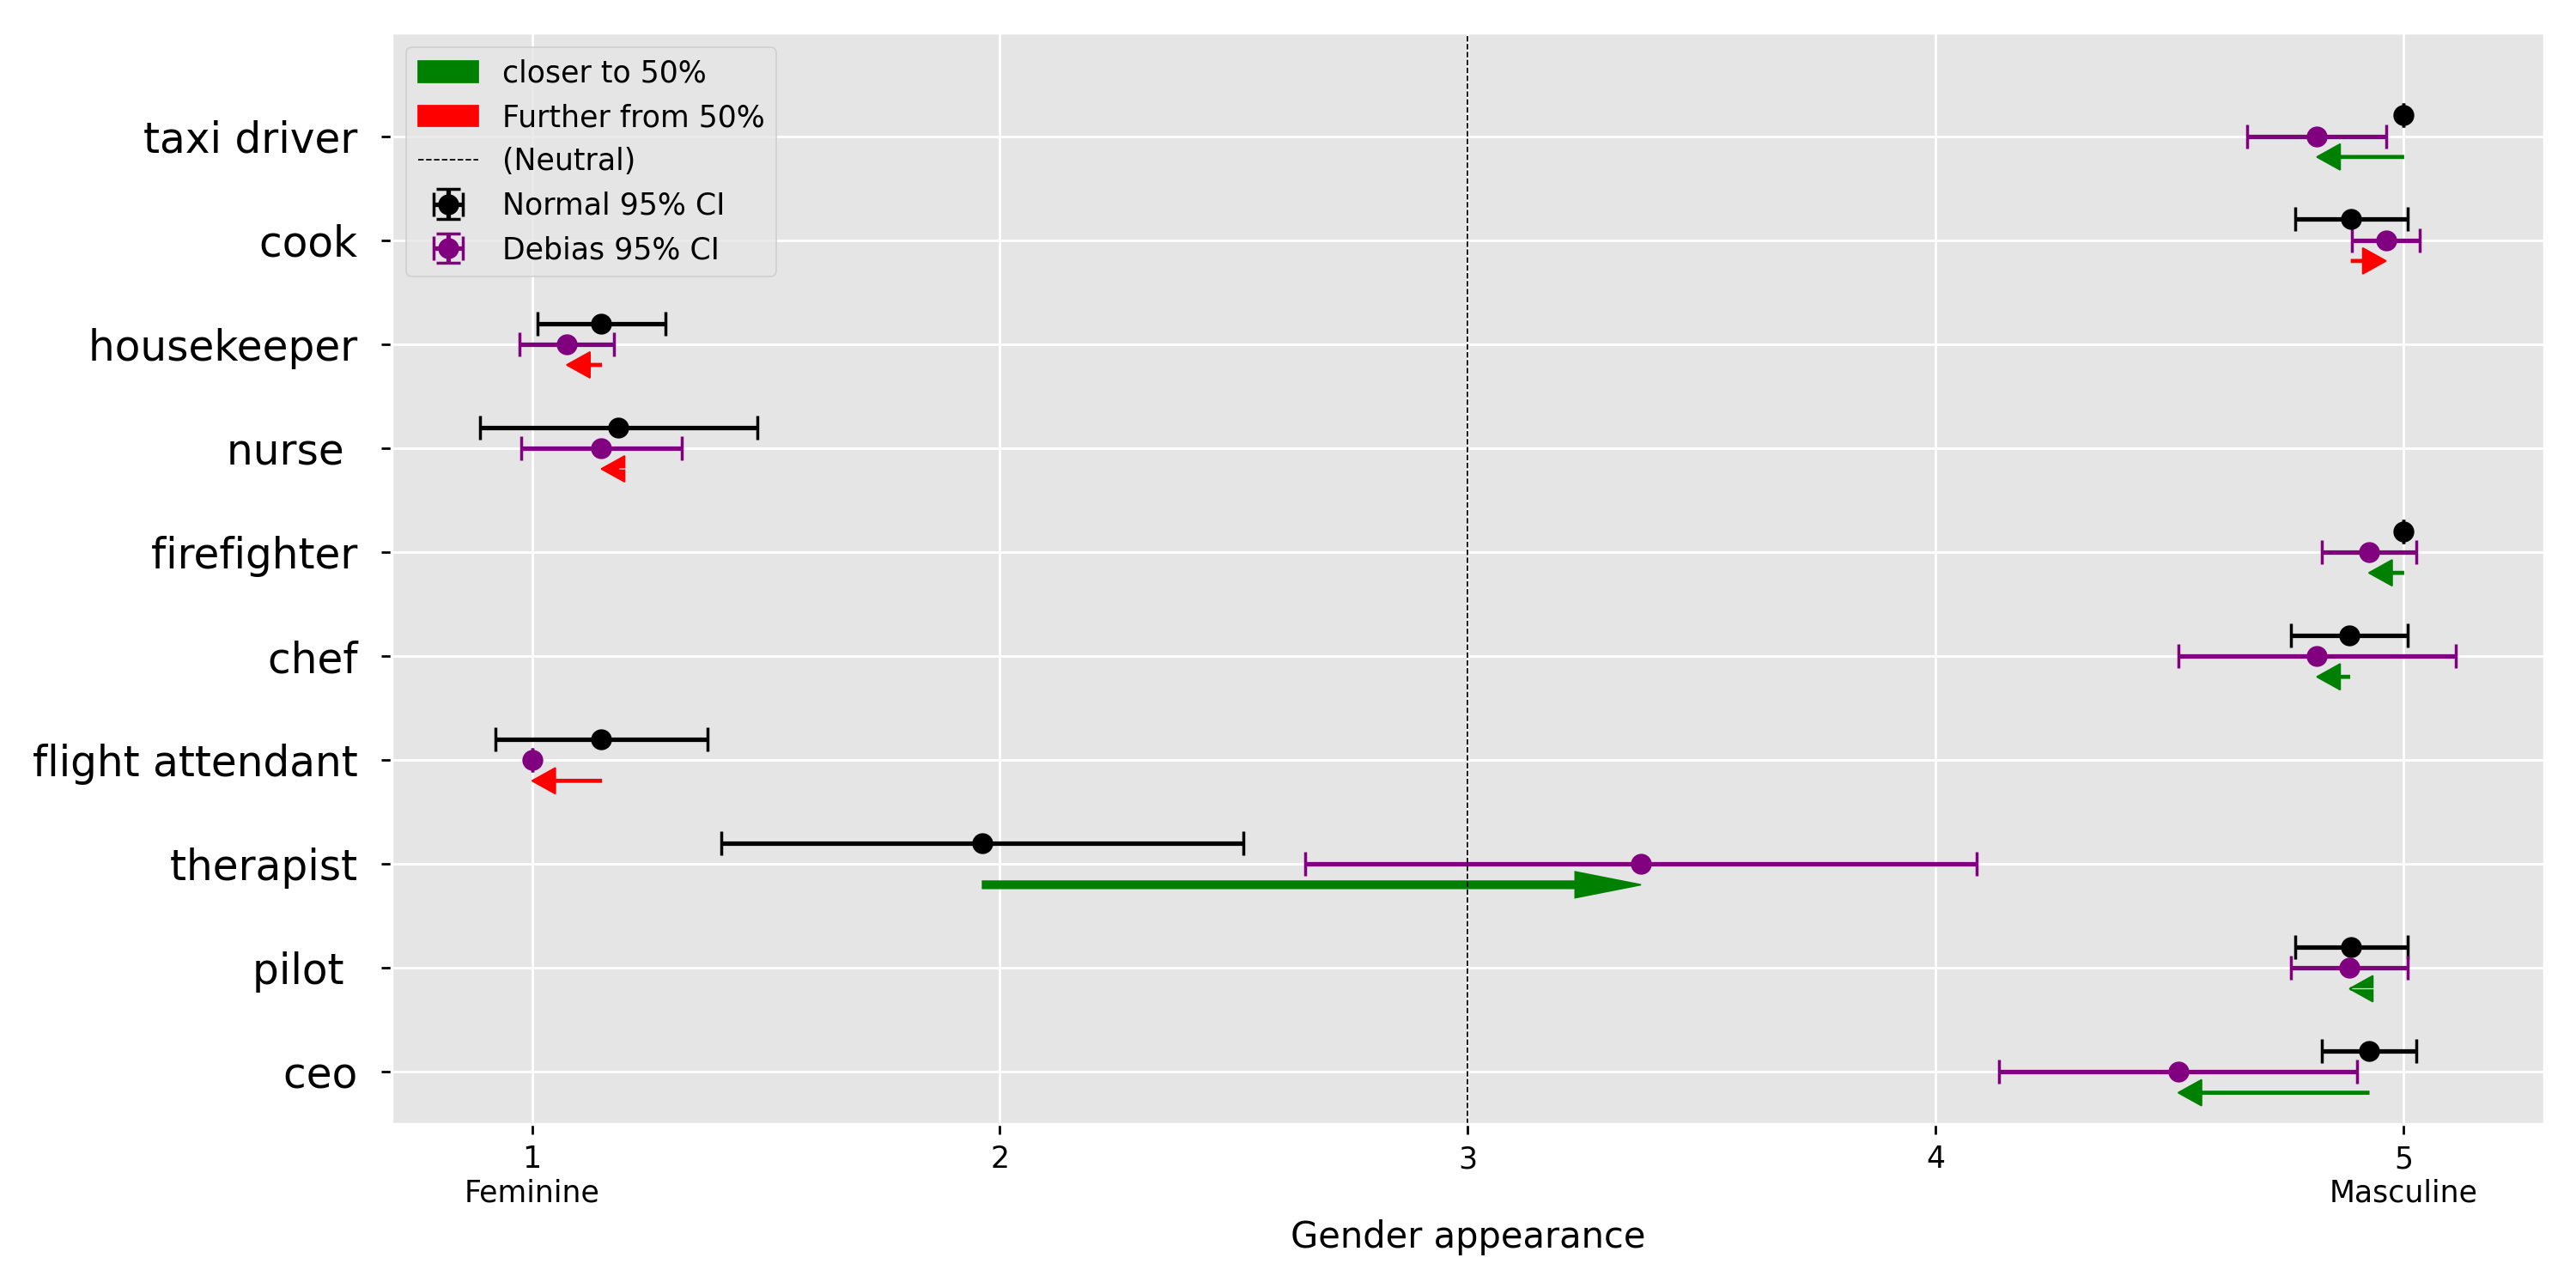 closer to 50%
Further from 50%
(Neutral)
Normal 95% CI
Debias 95% CI
taxi driver
cook
housekeeper
nurse
firefighter
chef
flight attendant
therapist
pilot
ceo
1 2 3 4 5
Feminine Masculine
Gender appearance